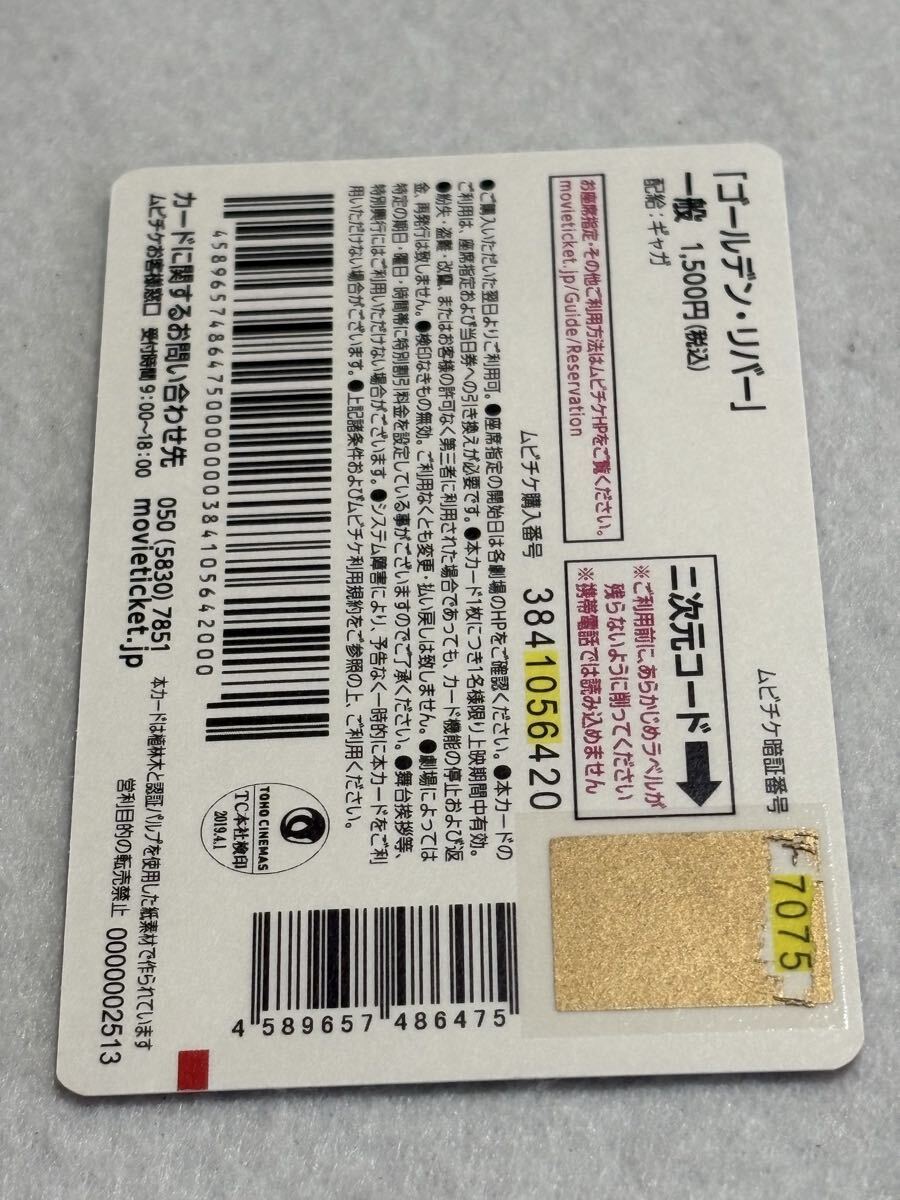 「ゴールデン・リバー」
一般 1,500円(税込)
配給:ギャガ
お座席指定・その他ご利用方法はムビチケHPをご覧ください。
movieticket.jp/Guide/Reservation
ムビチケ暗証番号
7075
二次元コード
※ご利用前に、あらかじめラベルが
残らないように削ってください
※携帯電話では読み込めません
ムビチケ購入番号 3841056420
●ご購入いただいた翌日よりご利用可。●座席指定の開始日は各劇場のHPをご確認ください。●本カードの
ご利用は、座席指定および当日券への引き換えが必要です。●本カード1枚につき1名様限り上映期間中有効。
●紛失・盗難・改竄、またはお客様の許可なく第三者に利用された場合であっても、カード機能の停止および返
金、再発行は致しません。●検印なきもの無効。ご利用なくとも変更・払い戻しは致しません。●劇場によっては
特定の期日・曜日・時間帯に特別割引料金を設定している事がございますのでご了承ください。●舞台挨拶等、
特別興行にはご利用いただけない場合がございます。●システム障害により、予告なく一時的に本カードをご利
用いただけない場合がございます。●上記諸条件およびムビチケ利用規約をご参照の上、ご利用ください。
45896574864750000000384105642000
TOHO CINEMAS
TC本社検印
2019.4.1
4 589657 486475
カードに関するお問い合わせ先 050 (5830) 7851
ムビチケお客様窓口 受付時間 9:00~18:00 movieticket.jp
本カードは植林木と認証パルプを使用した紙素材で作られています
営利目的の転売禁止 0000002513